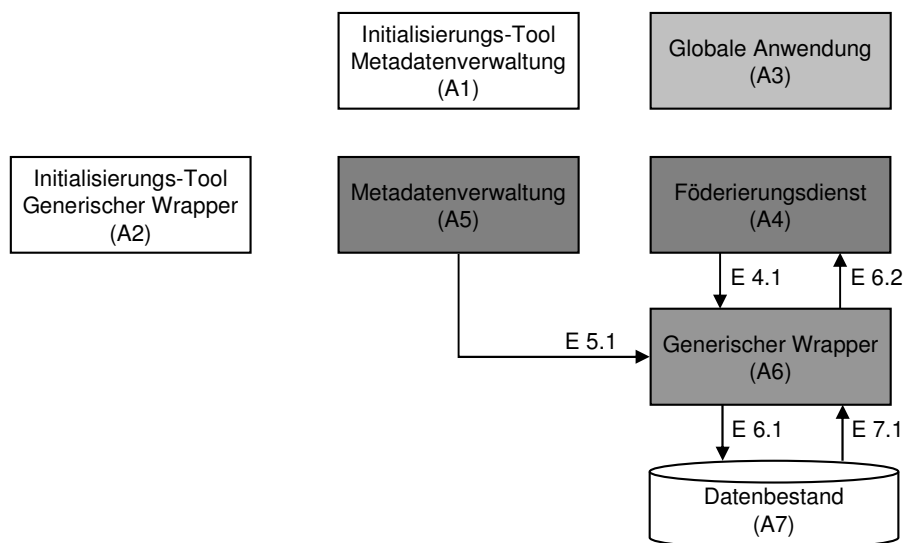 Initialisierungs-Tool
Metadatenverwaltung
(A1)
Globale Anwendung
(A3)
Initialisierungs-Tool
Generischer Wrapper
(A2)
Metadatenverwaltung
(A5)
Föderierungsdienst
(A4)
E 4.1
E 6.2
E 5.1
Generischer Wrapper
(A6)
E 6.1
E 7.1
Datenbestand
(A7)